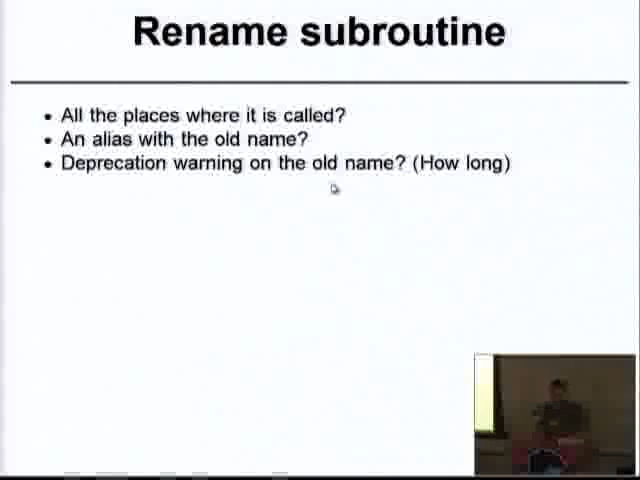 Rename subroutine
• All the places where it is called?
• An alias with the old name?
• Deprecation warning on the old name? (How long)